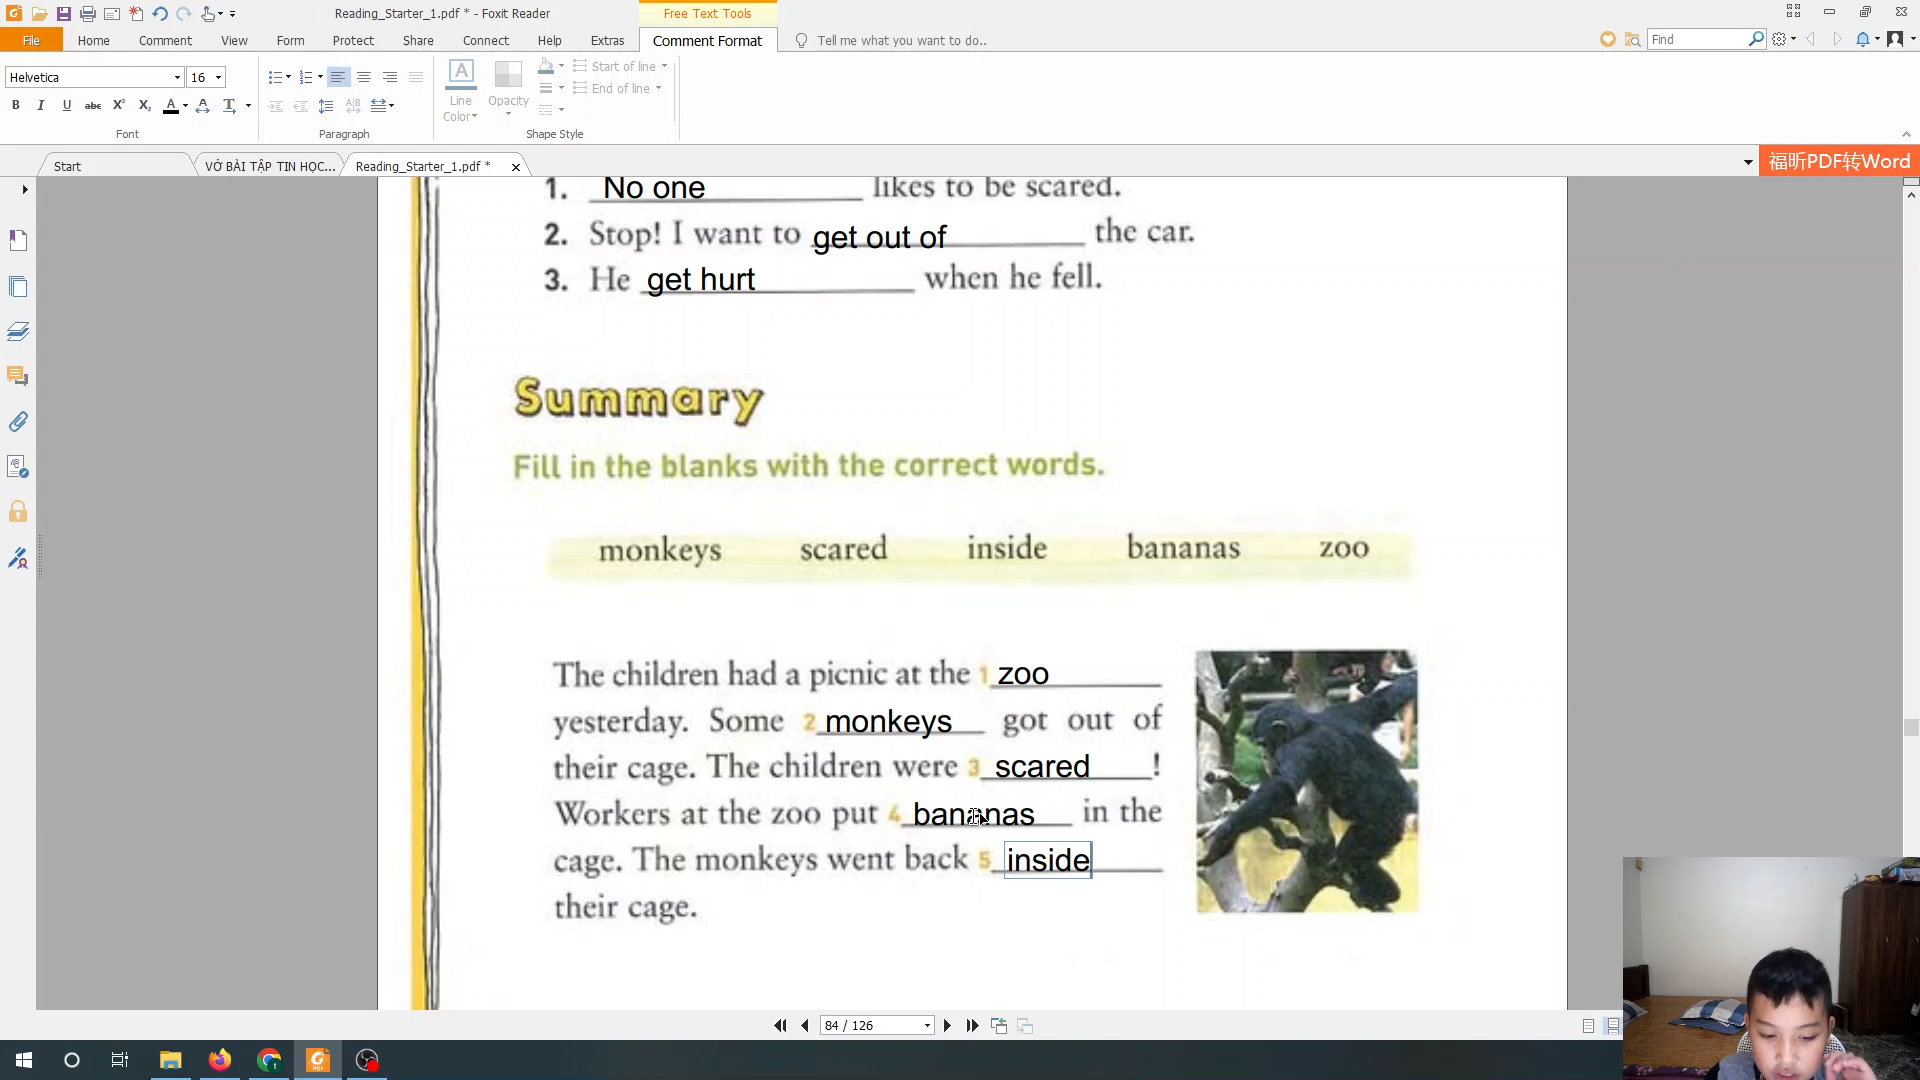 Reading_Starter_1.pdf * - Foxit Reader
Free Text Tools
File
Home
Comment
View
Form
Protect
Share
Connect
Help
Extras
Comment Format
Tell me what you want to do..
Find
Helvetica
16
Start of line
End of line
Line Color
Opacity
B I U abc X² X₂ A
Font
Paragraph
Shape Style
Start
VỞ BÀI TẬP TIN HỌC...
Reading_Starter_1.pdf *
福昕PDF转Word
1. No one likes to be scared.
2. Stop! I want to get out of the car.
3. He get hurt when he fell.
Summary
Fill in the blanks with the correct words.
monkeys scared inside bananas zoo
The children had a picnic at the 1 zoo
yesterday. Some 2 monkeys got out of
their cage. The children were 3 scared !
Workers at the zoo put 4 bananas in the
cage. The monkeys went back 5 inside
their cage.
84 / 126